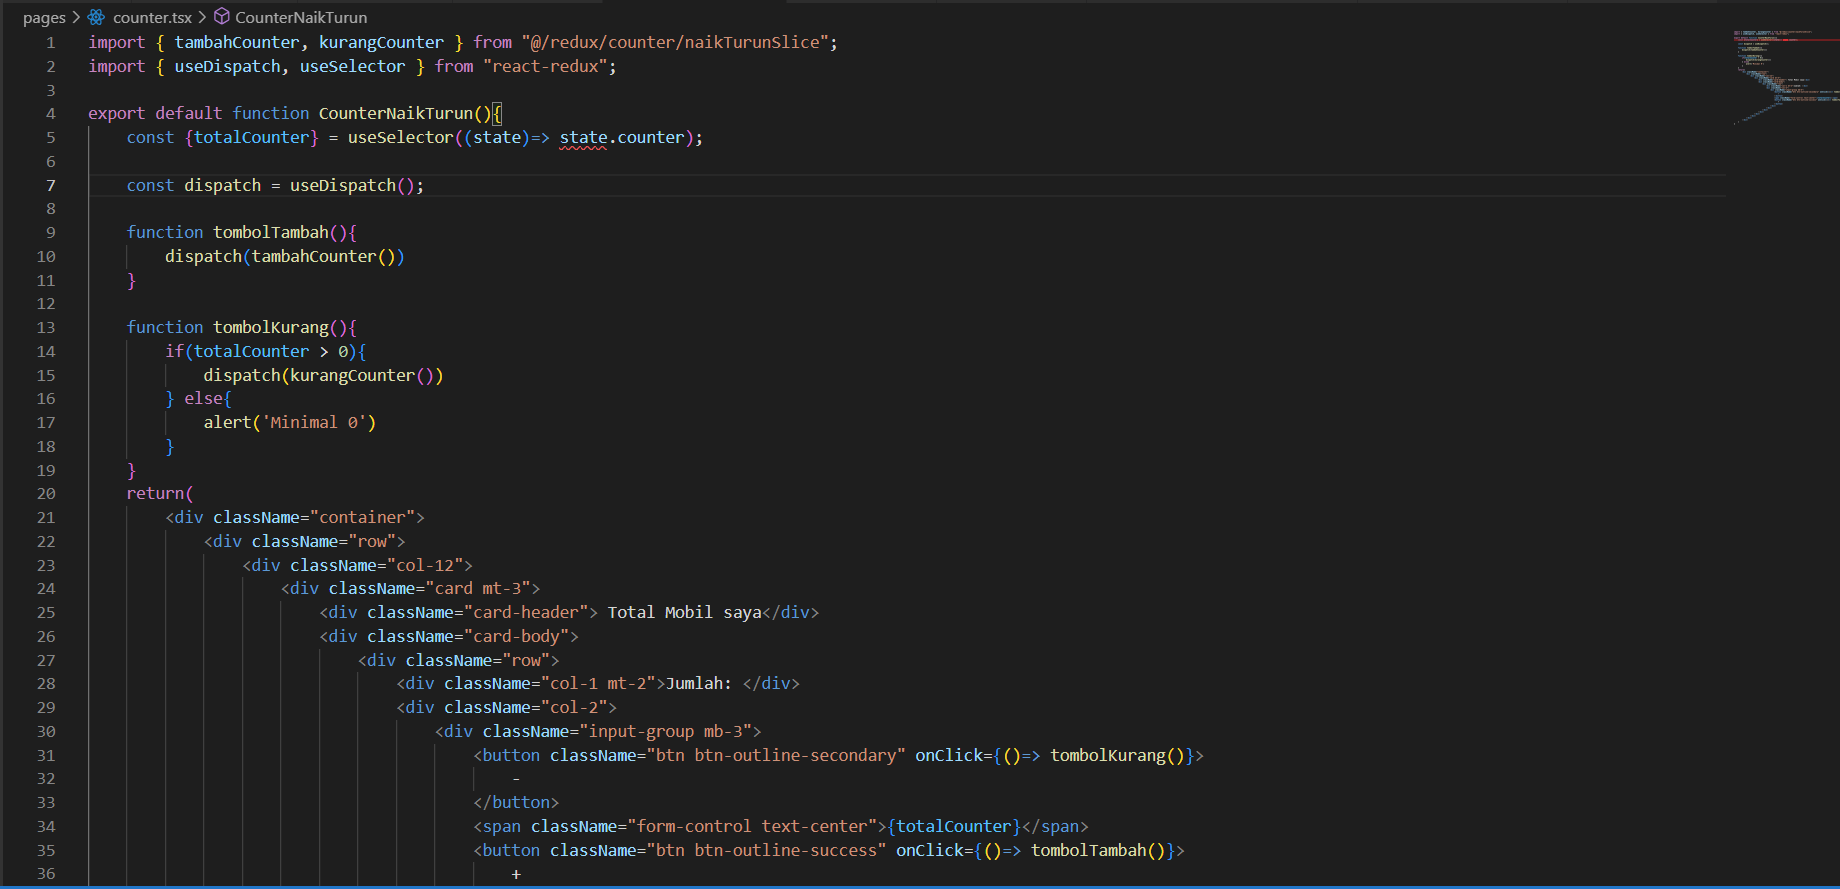 pages > counter.tsx > CounterNaikTurun
1 import { tambahCounter, kurangCounter } from "@/redux/counter/naikTurunSlice";
2 import { useDispatch, useSelector } from "react-redux";
3
4 export default function CounterNaikTurun(){
5 const {totalCounter} = useSelector((state)=> state.counter);
6
7 const dispatch = useDispatch();
8
9 function tombolTambah(){
10 dispatch(tambahCounter())
11 }
12
13 function tombolKurang(){
14 if(totalCounter > 0){
15 dispatch(kurangCounter())
16 } else{
17 alert('Minimal 0')
18 }
19 }
20 return(
21 <div className="container">
22 <div className="row">
23 <div className="col-12">
24 <div className="card mt-3">
25 <div className="card-header"> Total Mobil saya</div>
26 <div className="card-body">
27 <div className="row">
28 <div className="col-1 mt-2">Jumlah: </div>
29 <div className="col-2">
30 <div className="input-group mb-3">
31 <button className="btn btn-outline-secondary" onClick={()=> tombolKurang()}>
32 -
33 </button>
34 <span className="form-control text-center">{totalCounter}</span>
35 <button className="btn btn-outline-success" onClick={()=> tombolTambah()}>
36 +